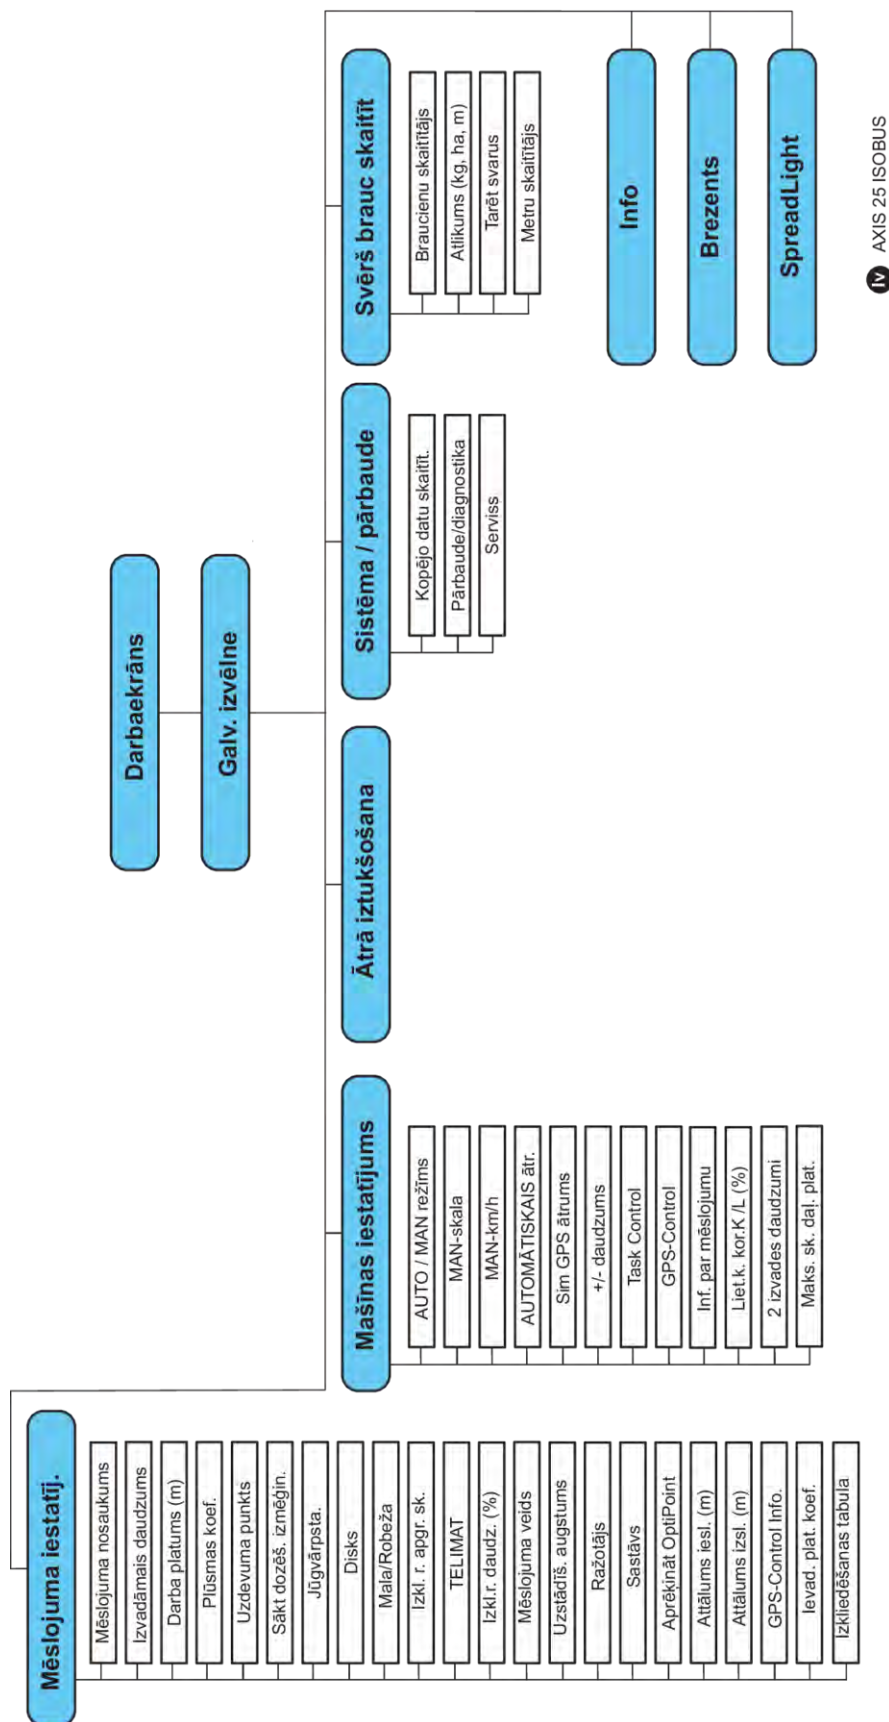 Darbaekrāns
Galv. izvēlne
Mēslojuma iestatīj.
Mēslojuma nosaukums
Izvadāmais daudzums
Darba platums (m)
Plūsmas koef.
Uzdevuma punkts
Sākt dozēš. izmēģin.
Jūgvārpsta.
Disks
Mala/Robeža
Izkl. r. apgr. sk.
TELIMAT
Izkl.r. daudz. (%)
Mēslojuma veids
Uzstādīš. augstums
Ražotājs
Sastāvs
Aprēķināt OptiPoint
Attālums iesl. (m)
Attālums izsl. (m)
GPS-Control Info.
Ievad. plat. koef.
Izkliedēšanas tabula
Mašīnas iestatījums
AUTO / MAN režīms
MAN-skala
MAN-km/h
AUTOMĀTISKAIS ātr.
Sim GPS ātrums
+/- daudzums
Task Control
GPS-Control
Inf. par mēslojumu
Liet.k. kor.K /L (%)
2 izvades daudzumi
Maks. sk. daļ. plat.
Ātrā iztukšošana
Sistēma / pārbaude
Kopējo datu skaitīt.
Pārbaude/diagnostika
Serviss
Svērš brauc skaitīt
Braucienu skaitītājs
Atlikums (kg, ha, m)
Tarēt svarus
Metru skaitītājs
Info
Brezents
SpreadLight
lv AXIS 25 ISOBUS